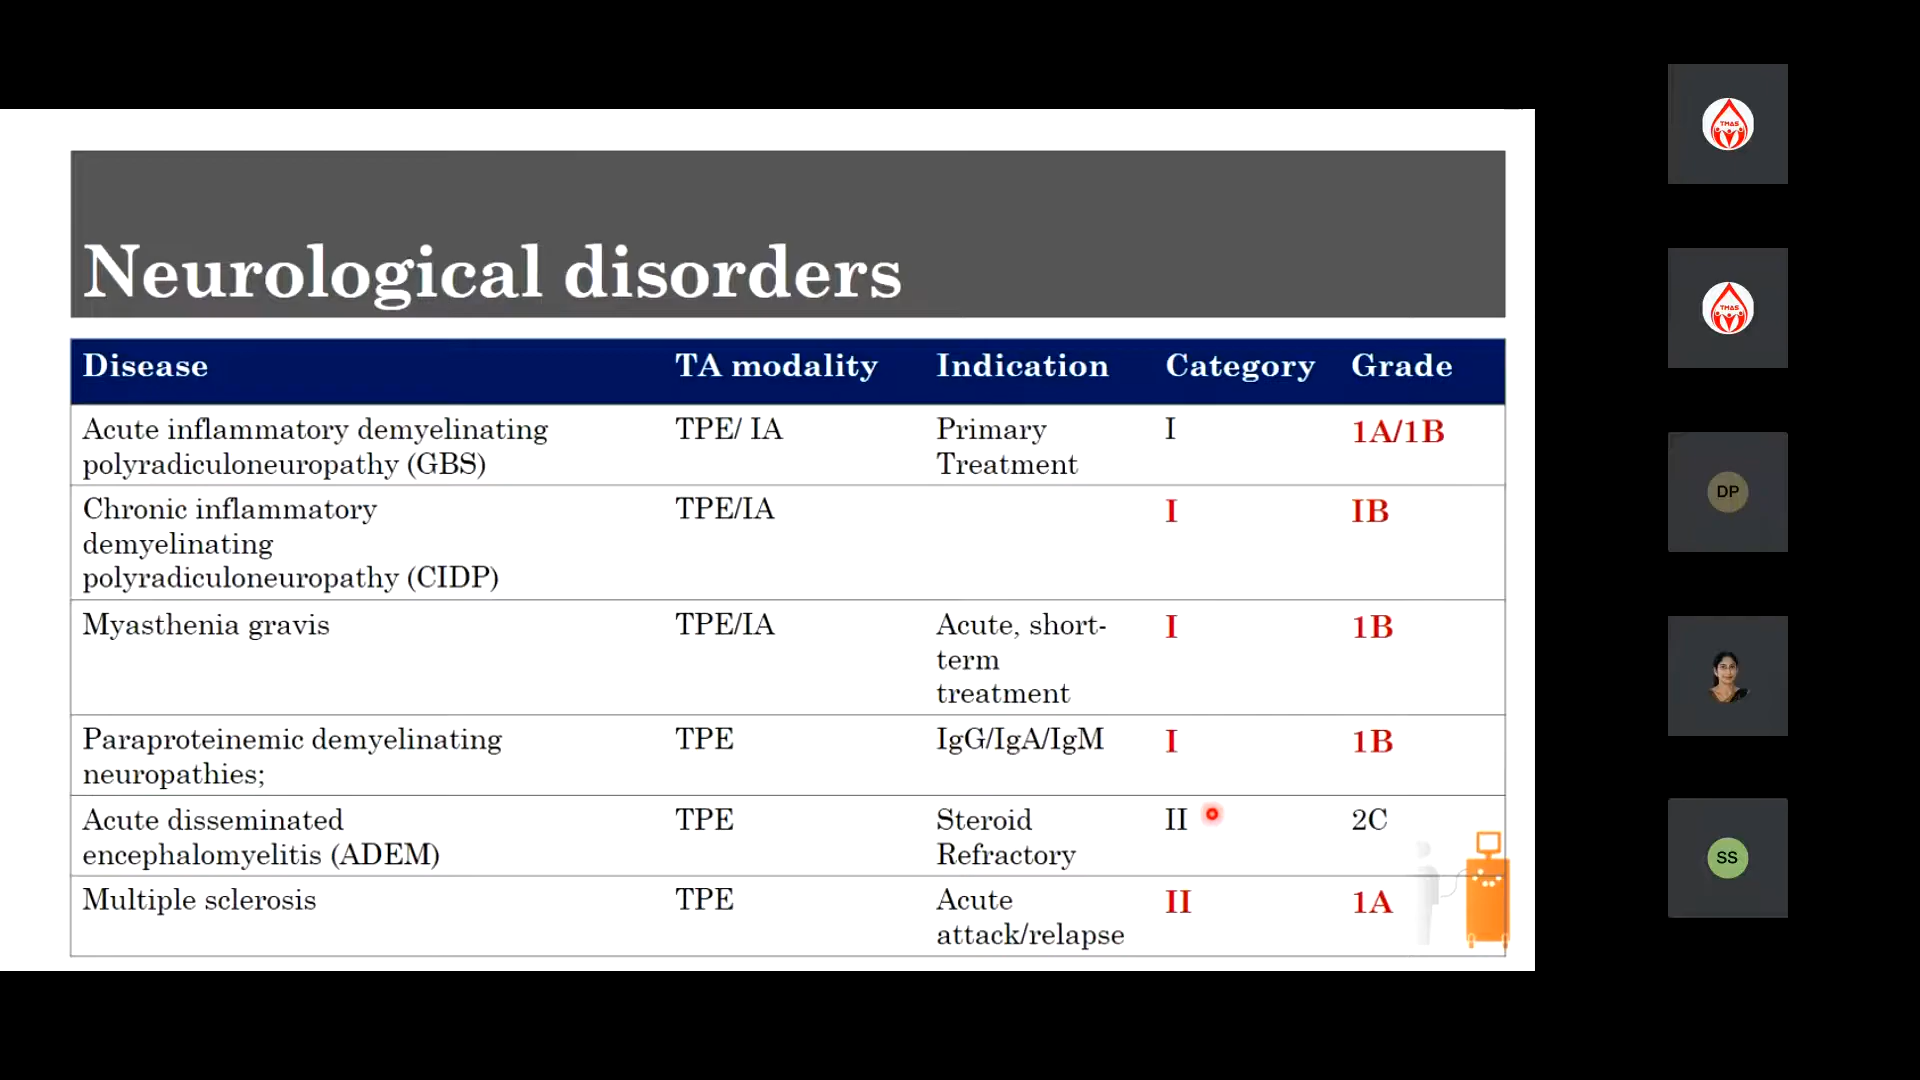 Neurological disorders
Disease TA modality Indication Category Grade
Acute inflammatory demyelinating TPE/ IA Primary I 1A/1B
polyradiculoneuropathy (GBS) Treatment
Chronic inflammatory TPE/IA I IB
demyelinating
polyradiculoneuropathy (CIDP)
Myasthenia gravis TPE/IA Acute, short- I 1B
term
treatment
Paraproteinemic demyelinating TPE IgG/IgA/IgM I 1B
neuropathies;
Acute disseminated TPE Steroid II 2C
encephalomyelitis (ADEM) Refractory
Multiple sclerosis TPE Acute II 1A
attack/relapse
TMAS
TMAS
DP
SS